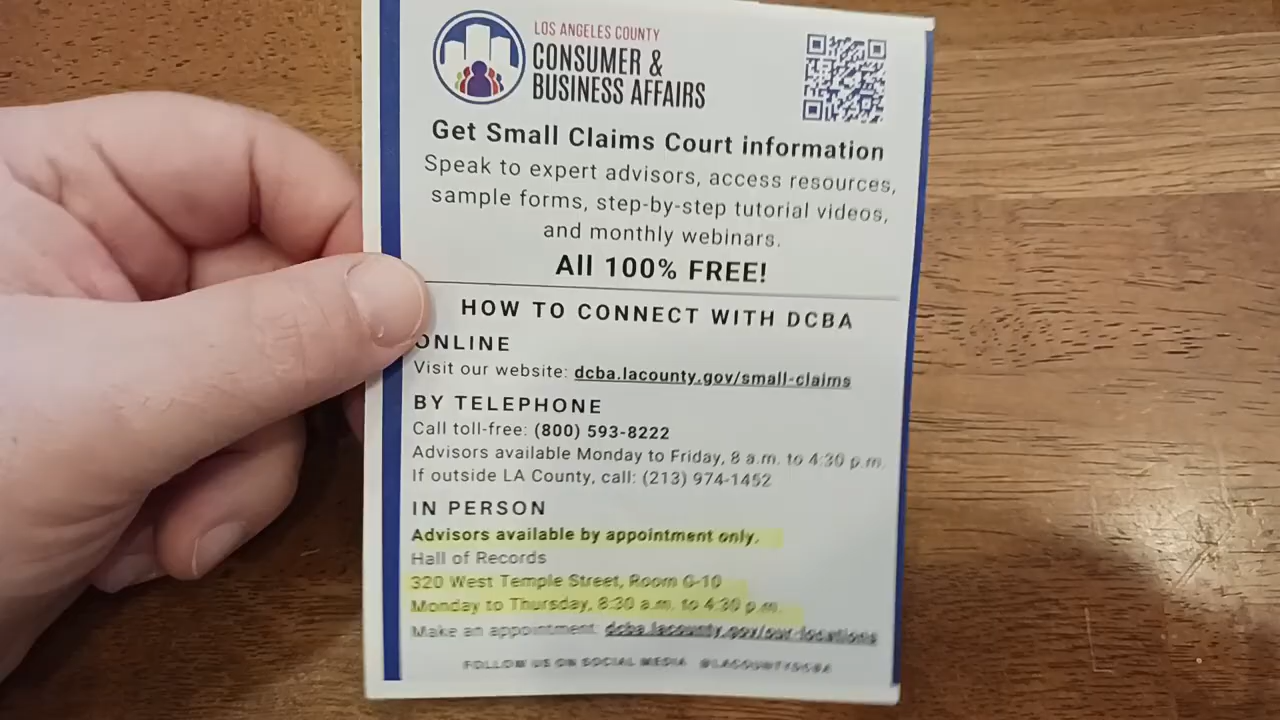 LOS ANGELES COUNTY
CONSUMER &
BUSINESS AFFAIRS
Get Small Claims Court information
Speak to expert advisors, access resources,
sample forms, step-by-step tutorial videos,
and monthly webinars.
All 100% FREE!
HOW TO CONNECT WITH DCBA
ONLINE
Visit our website: dcba.lacounty.gov/small-claims
BY TELEPHONE
Call toll-free: (800) 593-8222
Advisors available Monday to Friday, 8 a.m. to 4:30 p.m.
If outside LA County, call: (213) 974-1452
IN PERSON
Advisors available by appointment only.
Hall of Records
320 West Temple Street, Room G-10
Monday to Thursday, 8:30 a.m. to 4:30 p.m.
Make an appointment: dcba.lacounty.gov/our-locations
FOLLOW US ON SOCIAL MEDIA @LACOUNTYDCBA